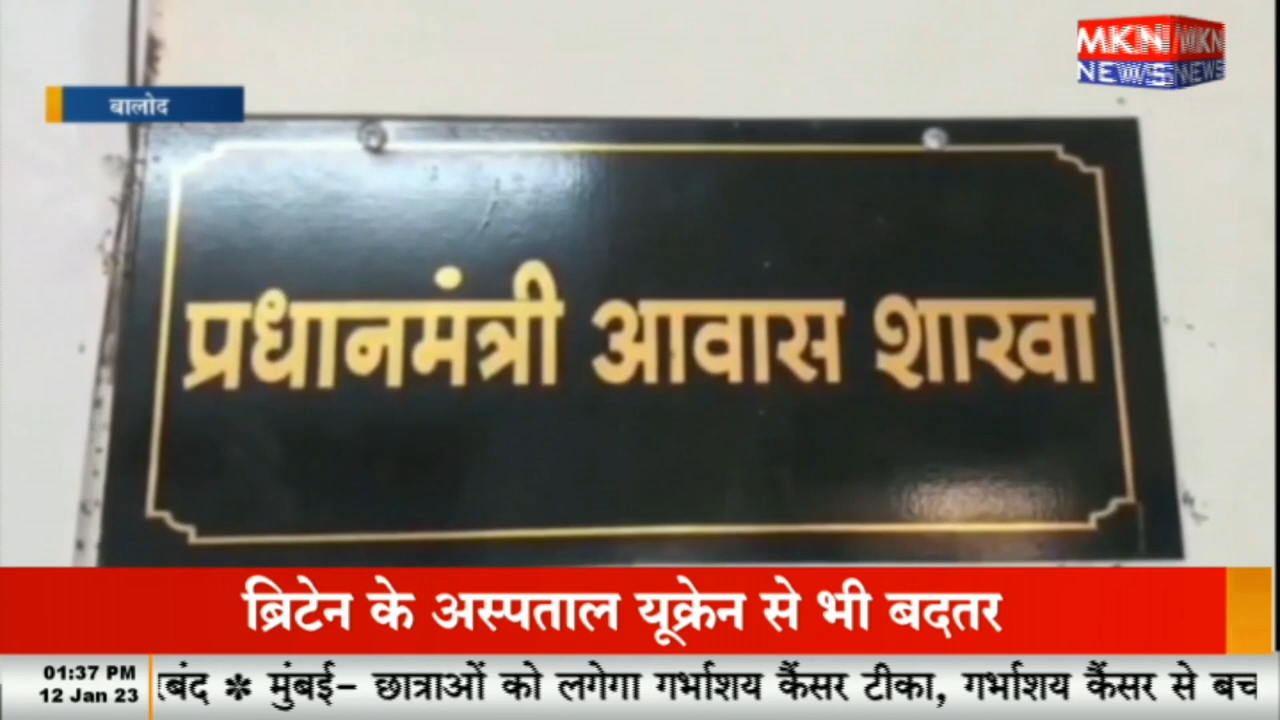 MKN MKN
NEWS NEWS
बालोद
प्रधानमंत्री आवास शाखा
ब्रिटेन के अस्पताल यूक्रेन से भी बदतर
01:37 PM
12 Jan 23
बंद * मुंबई- छात्राओं को लगेगा गर्भाशय कैंसर टीका, गर्भाशय कैंसर से बच